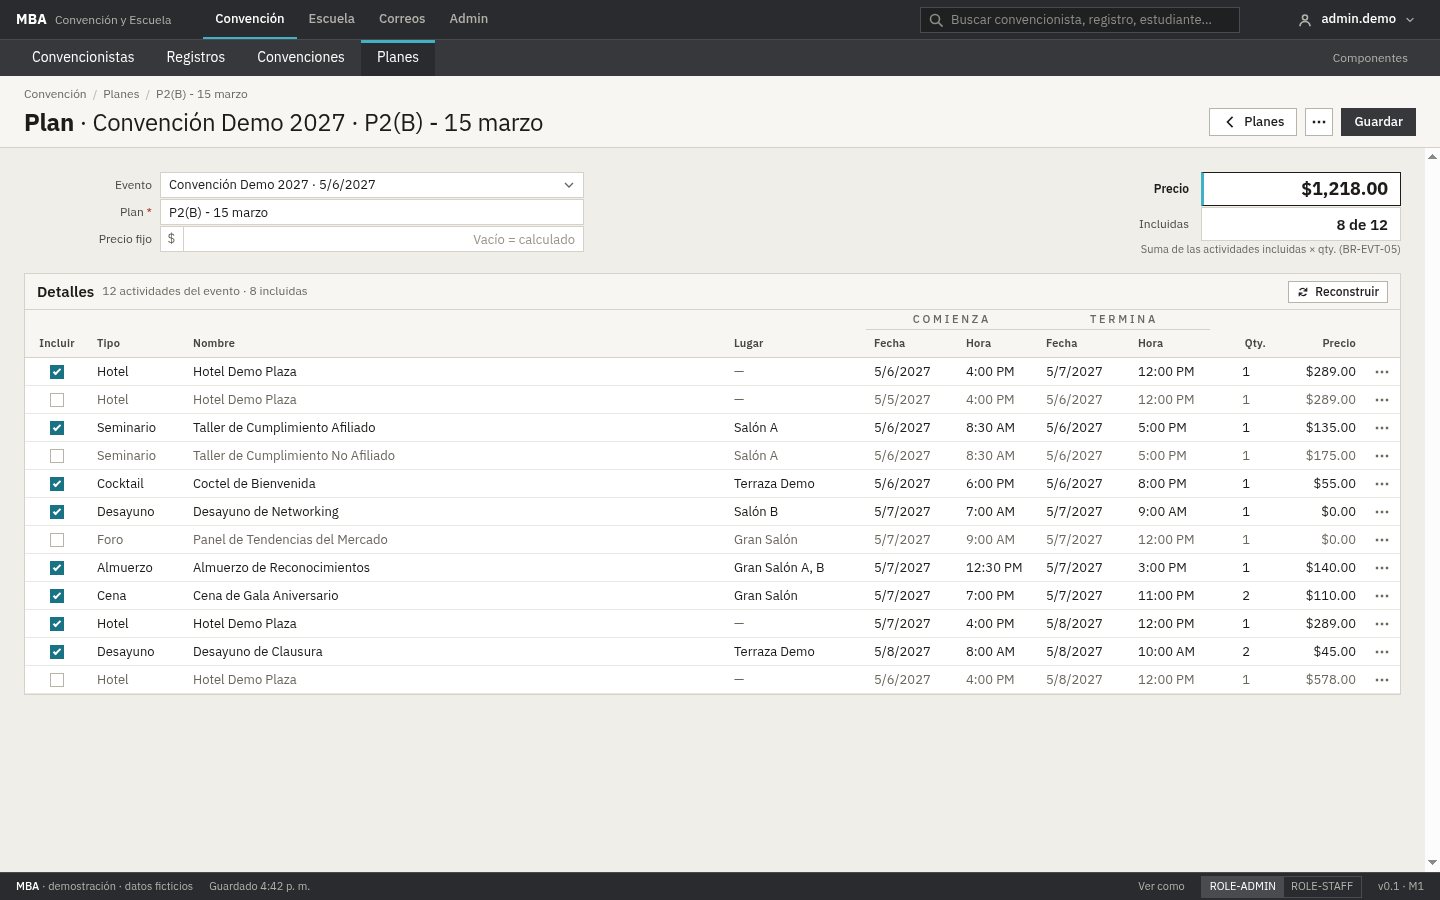 MBA Convención y Escuela Convención Escuela Correos Admin Buscar convencionista, registro, estudiante... admin.demo
Convencionistas Registros Convenciones Planes Componentes
Convención / Planes / P2(B) - 15 marzo
Plan · Convención Demo 2027 · P2(B) - 15 marzo
Planes ··· Guardar
Evento Convención Demo 2027 · 5/6/2027
Plan * P2(B) - 15 marzo
Precio fijo $ Vacío = calculado
Precio $1,218.00
Incluidas 8 de 12
Suma de las actividades incluidas × qty. (BR-EVT-05)
Detalles 12 actividades del evento · 8 incluidas Reconstruir
COMIENZA TERMINA
Incluir Tipo Nombre Lugar Fecha Hora Fecha Hora Qty. Precio
Hotel Hotel Demo Plaza — 5/6/2027 4:00 PM 5/7/2027 12:00 PM 1 $289.00
Hotel Hotel Demo Plaza — 5/5/2027 4:00 PM 5/6/2027 12:00 PM 1 $289.00
Seminario Taller de Cumplimiento Afiliado Salón A 5/6/2027 8:30 AM 5/6/2027 5:00 PM 1 $135.00
Seminario Taller de Cumplimiento No Afiliado Salón A 5/6/2027 8:30 AM 5/6/2027 5:00 PM 1 $175.00
Cocktail Coctel de Bienvenida Terraza Demo 5/6/2027 6:00 PM 5/6/2027 8:00 PM 1 $55.00
Desayuno Desayuno de Networking Salón B 5/7/2027 7:00 AM 5/7/2027 9:00 AM 1 $0.00
Foro Panel de Tendencias del Mercado Gran Salón 5/7/2027 9:00 AM 5/7/2027 12:00 PM 1 $0.00
Almuerzo Almuerzo de Reconocimientos Gran Salón A, B 5/7/2027 12:30 PM 5/7/2027 3:00 PM 1 $140.00
Cena Cena de Gala Aniversario Gran Salón 5/7/2027 7:00 PM 5/7/2027 11:00 PM 2 $110.00
Hotel Hotel Demo Plaza — 5/7/2027 4:00 PM 5/8/2027 12:00 PM 1 $289.00
Desayuno Desayuno de Clausura Terraza Demo 5/8/2027 8:00 AM 5/8/2027 10:00 AM 2 $45.00
Hotel Hotel Demo Plaza — 5/6/2027 4:00 PM 5/8/2027 12:00 PM 1 $578.00
MBA · demostración · datos ficticios Guardado 4:42 p. m. Ver como ROLE-ADMIN ROLE-STAFF v0.1 · M1